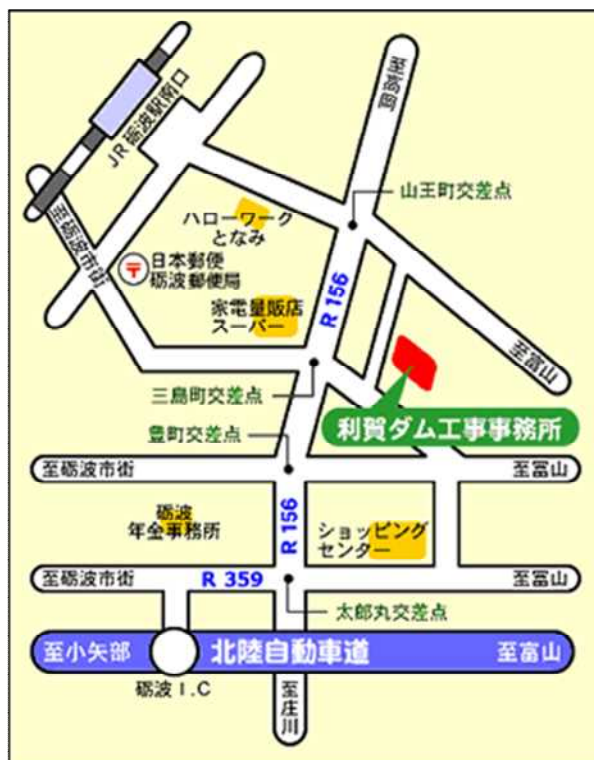 JR砺波駅南口
至高岡
山王町交差点
ハローワーク
となみ
至砺波市街
〒
日本郵便
砺波郵便局
家電量販店
スーパー
R 156
至富山
三島町交差点
利賀ダム工事事務所
豊町交差点
至砺波市街
至富山
砺波
年金事務所
R 156
ショッピング
センター
至砺波市街
R 359
至富山
太郎丸交差点
至小矢部
北陸自動車道
至富山
砺波 I.C
至庄川